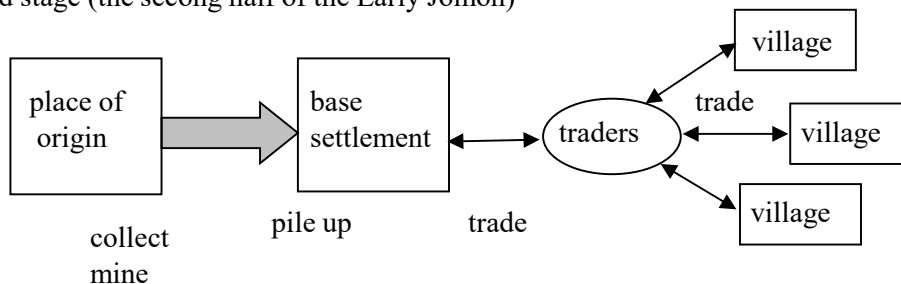 d stage (the second half of the Early Jomon)
village
place of
origin
base
settlement
traders
trade
village
village
pile up
trade
collect
mine